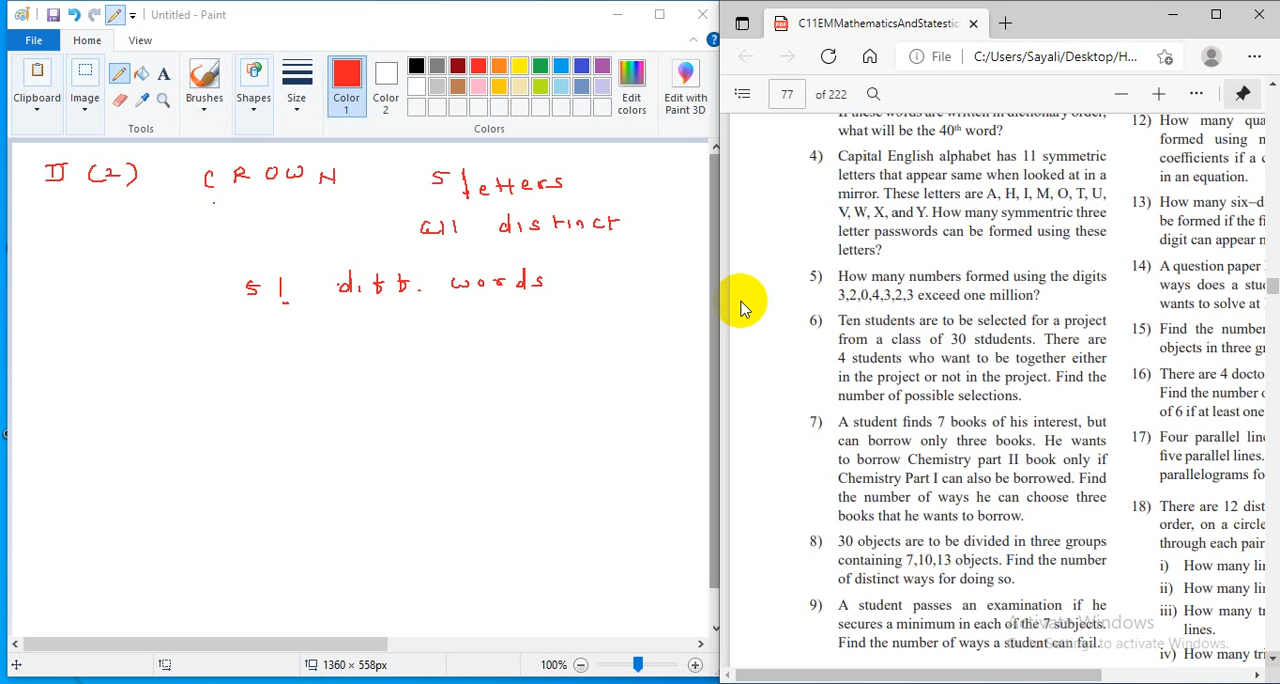 Untitled - Paint
File Home View
Clipboard Image Tools Brushes Shapes Size Color 1 Color 2 Colors Edit colors Edit with Paint 3D
II (2) CROWN 5 letters
all distinct
5! diff. words
1360 × 558px 100%
C11EMMathematicsAndStatestic
File C:/Users/Sayali/Desktop/H...
77 of 222
If these words are written in dictionary order,
what will be the 40th word?
4) Capital English alphabet has 11 symmetric
letters that appear same when looked at in a
mirror. These letters are A, H, I, M, O, T, U,
V, W, X, and Y. How many symmentric three
letter passwords can be formed using these
letters?
5) How many numbers formed using the digits
3,2,0,4,3,2,3 exceed one million?
6) Ten students are to be selected for a project
from a class of 30 stdudents. There are
4 students who want to be together either
in the project or not in the project. Find the
number of possible selections.
7) A student finds 7 books of his interest, but
can borrow only three books. He wants
to borrow Chemistry part II book only if
Chemistry Part I can also be borrowed. Find
the number of ways he can choose three
books that he wants to borrow.
8) 30 objects are to be divided in three groups
containing 7,10,13 objects. Find the number
of distinct ways for doing so.
9) A student passes an examination if he
secures a minimum in each of the 7 subjects.
Find the number of ways a student can fail.
12) How many qua
formed using n
coefficients if a c
in an equation.
13) How many six–d
be formed if the fi
digit can appear n
14) A question paper
ways does a stu
wants to solve at
15) Find the number
objects in three g
16) There are 4 docto
Find the number o
of 6 if at least one
17) Four parallel line
five parallel lines.
parallelograms fo
18) There are 12 dist
order, on a circle
through each pair
i) How many lin
ii) How many lin
iii) How many tr
lines.
iv) How many tri
Activate Windows
Go to Settings to activate Windows.